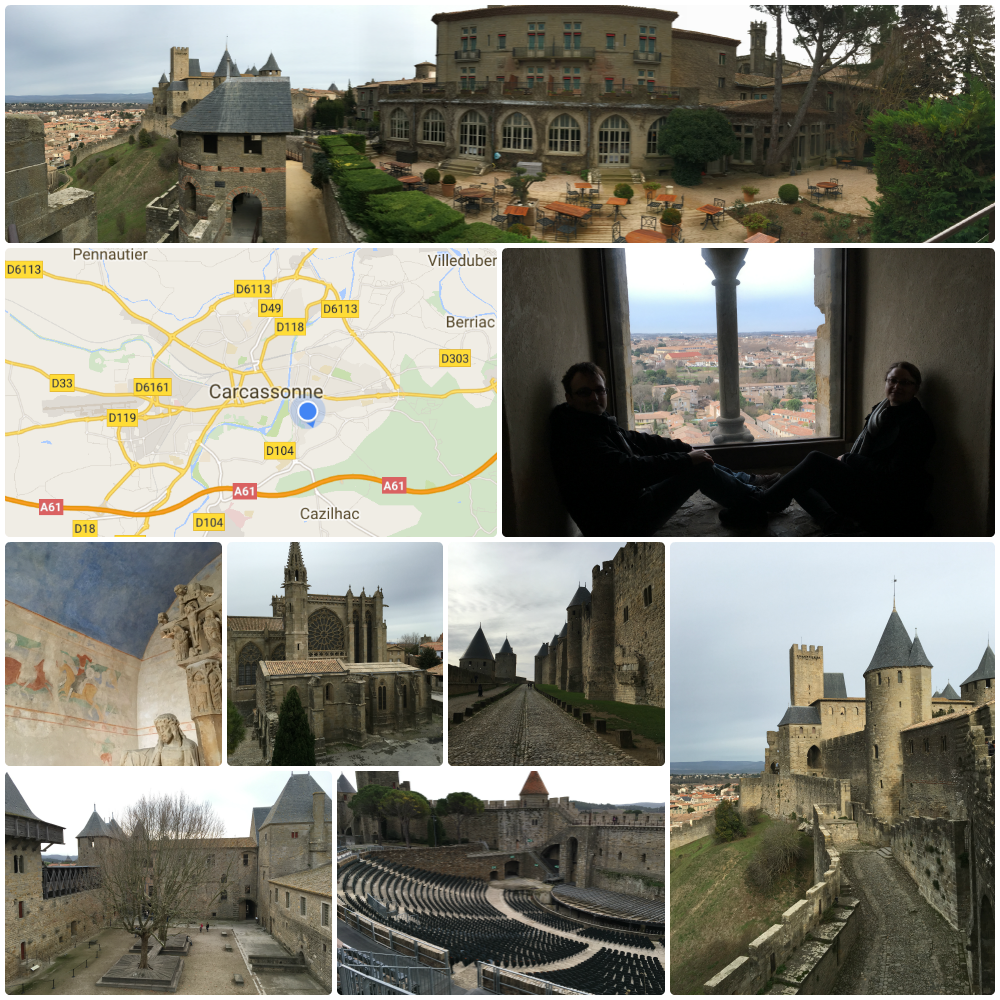 Pennautier
Villeduber
D6113
D6113
D49
D6113
D118
Berriac
D303
D33
D6161
Carcassonne
D119
D104
A61
A61
A61
Cazilhac
D104
D18